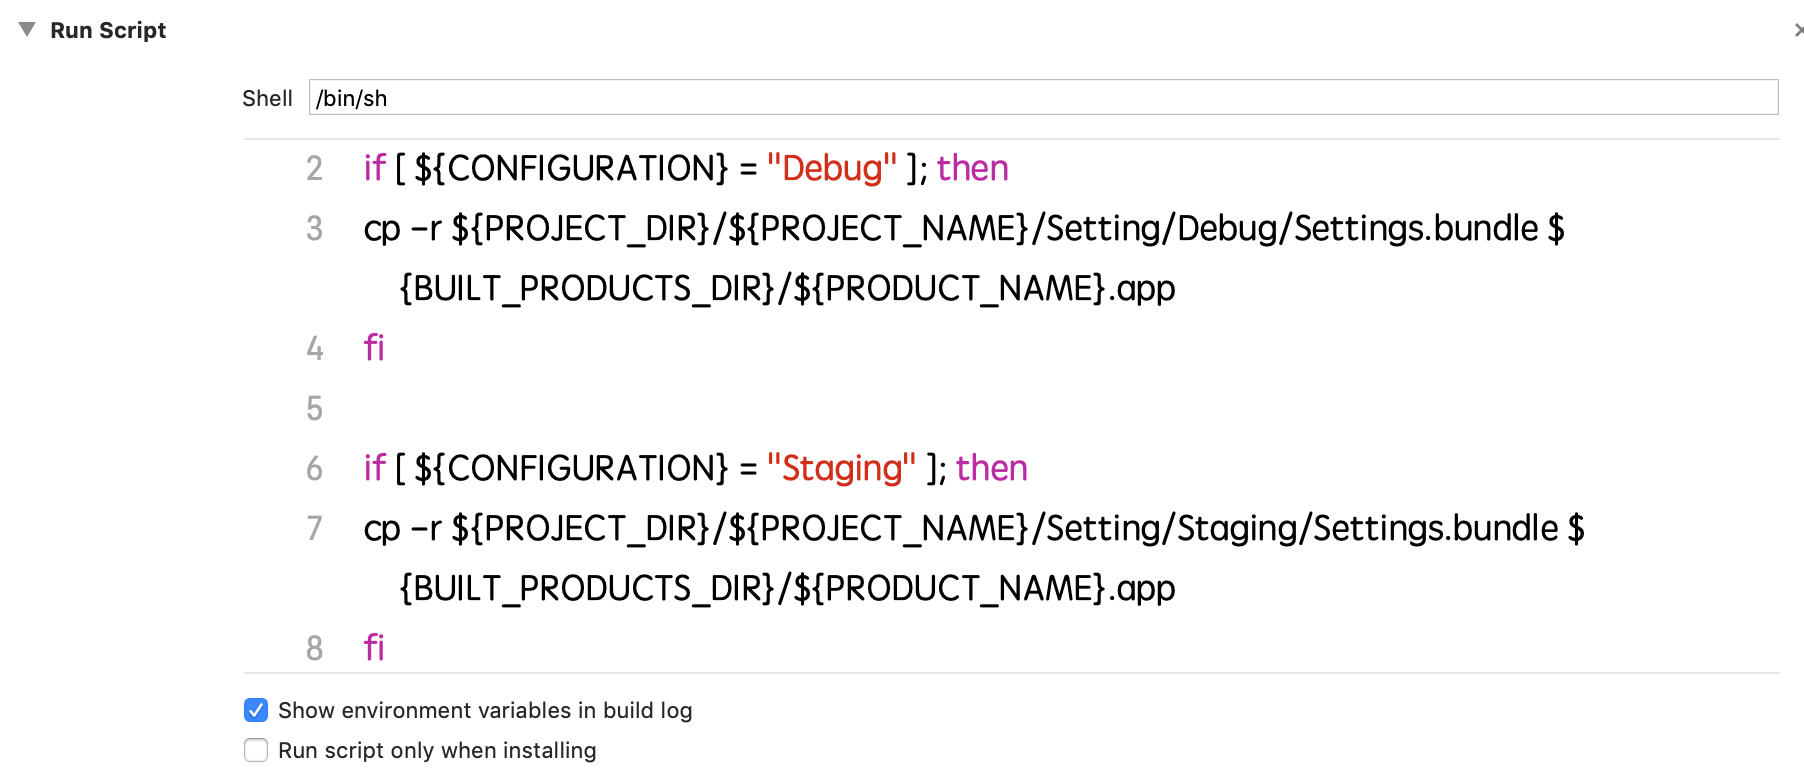 ▼ Run Script ×
Shell /bin/sh
2 if [ ${CONFIGURATION} = "Debug" ]; then
3 cp -r ${PROJECT_DIR}/${PROJECT_NAME}/Setting/Debug/Settings.bundle $
{BUILT_PRODUCTS_DIR}/${PRODUCT_NAME}.app
4 fi
5
6 if [ ${CONFIGURATION} = "Staging" ]; then
7 cp -r ${PROJECT_DIR}/${PROJECT_NAME}/Setting/Staging/Settings.bundle $
{BUILT_PRODUCTS_DIR}/${PRODUCT_NAME}.app
8 fi
Show environment variables in build log
Run script only when installing